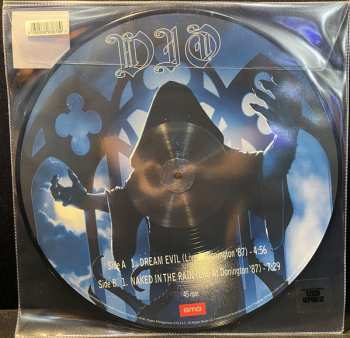 DIO
Side A 1. DREAM EVIL (Live At Donington '87) - 4:56
Side B. 1. NAKED IN THE RAIN (Live At Donington '87) - 7:29
45 rpm
BMG